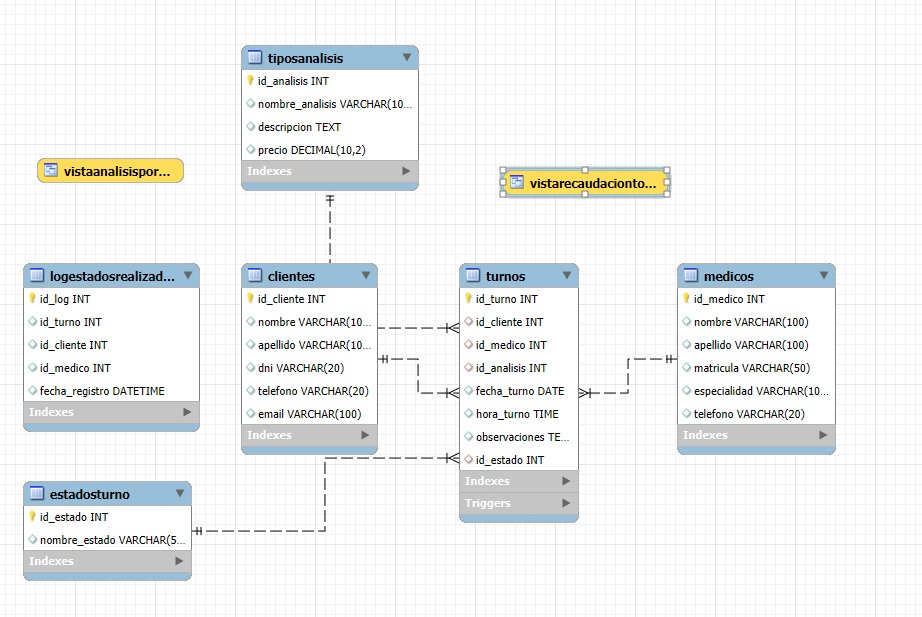 tiposanalisis
id_analisis INT
nombre_analisis VARCHAR(10...
descripcion TEXT
precio DECIMAL(10,2)
Indexes
vistaanalisispor...
vistarecaudacionto...
logestadosrealizad...
id_log INT
id_turno INT
id_cliente INT
id_medico INT
fecha_registro DATETIME
Indexes
clientes
id_cliente INT
nombre VARCHAR(10...
apellido VARCHAR(10...
dni VARCHAR(20)
telefono VARCHAR(20)
email VARCHAR(100)
Indexes
turnos
id_turno INT
id_cliente INT
id_medico INT
id_analisis INT
fecha_turno DATE
hora_turno TIME
observaciones TE...
id_estado INT
Indexes
Triggers
medicos
id_medico INT
nombre VARCHAR(100)
apellido VARCHAR(100)
matricula VARCHAR(50)
especialidad VARCHAR(10...
telefono VARCHAR(20)
Indexes
estadosturno
id_estado INT
nombre_estado VARCHAR(5...
Indexes